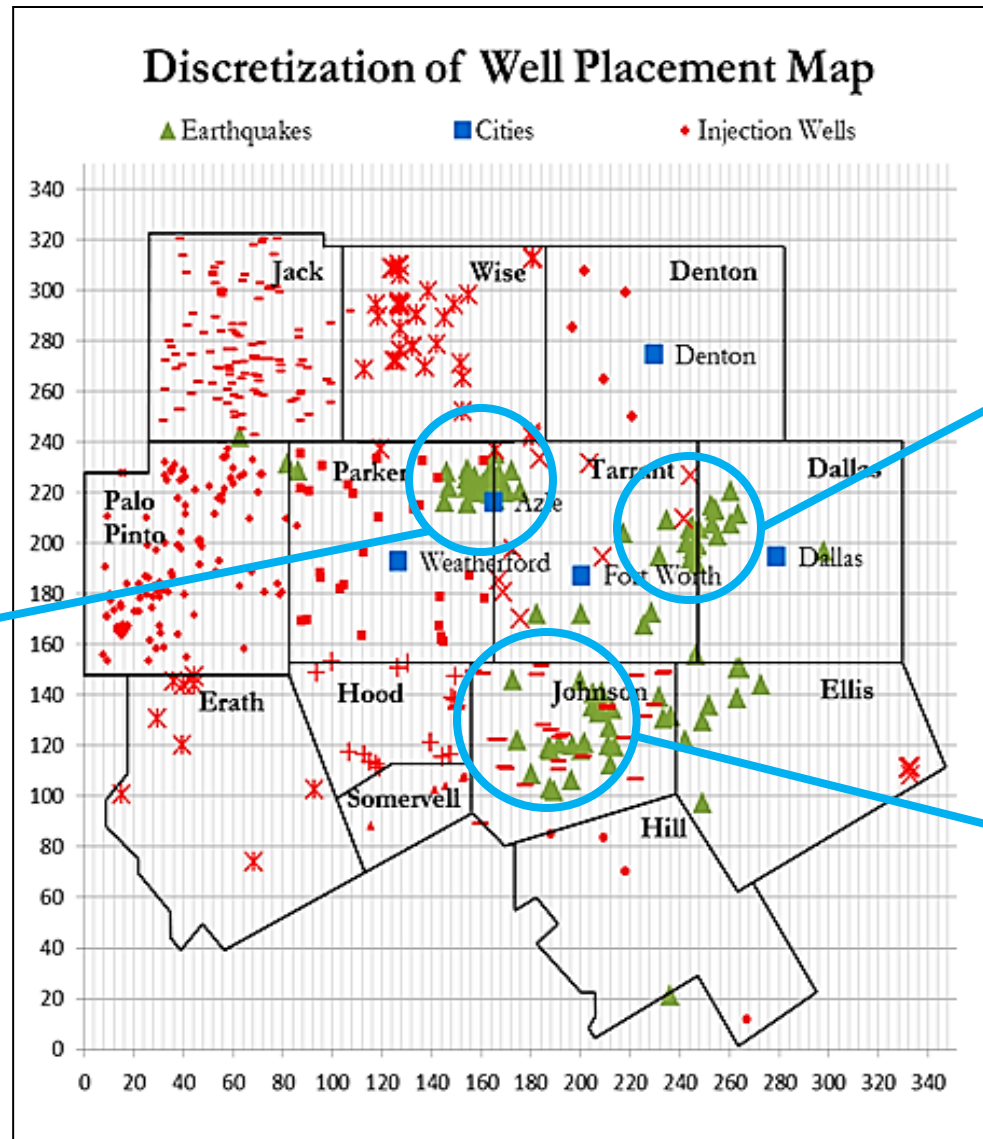 Discretization of Well Placement Map
Earthquakes Cities Injection Wells
340
320
300
280
260
240
220
200
180
160
140
120
100
80
60
40
20
0
Jack
Wise
Denton
Denton
Parker
Tarrant
Dallas
Palo
Pinto
Azle
Weatherford
Fort Worth
Dallas
Erath
Hood
Johnson
Ellis
Somervell
Hill
0 20 40 60 80 100 120 140 160 180 200 220 240 260 280 300 320 340